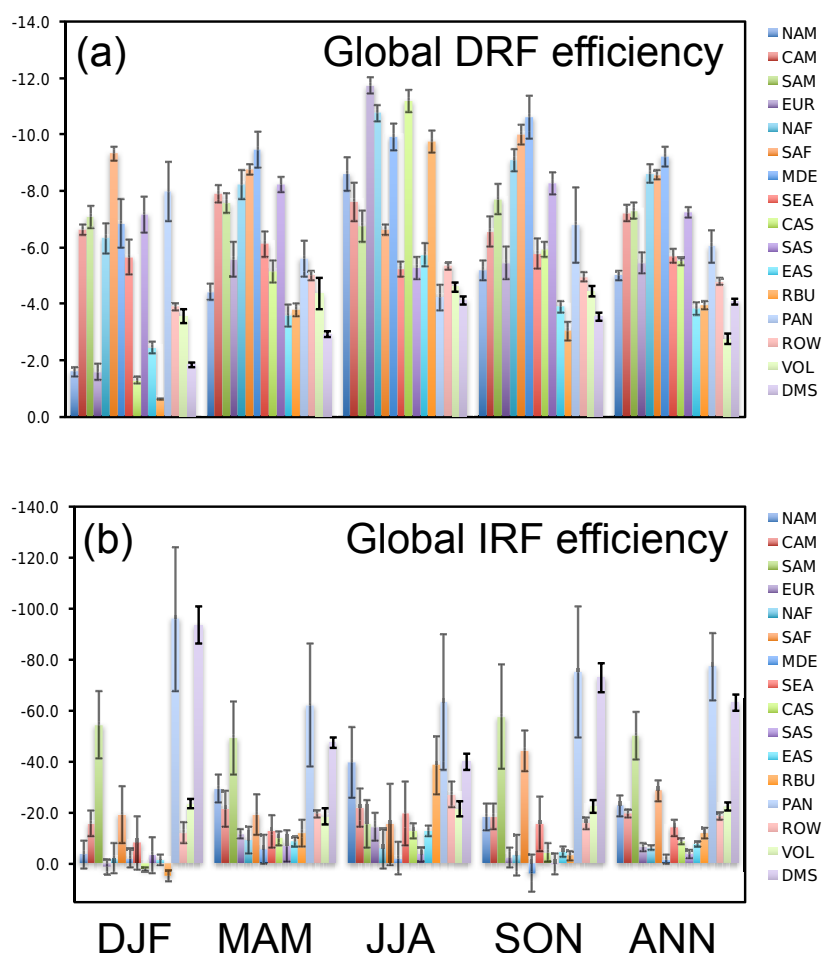 (a) Global DRF efficiency
-14.0
-12.0
-10.0
-8.0
-6.0
-4.0
-2.0
0.0
NAM
CAM
SAM
EUR
NAF
SAF
MDE
SEA
CAS
SAS
EAS
RBU
PAN
ROW
VOL
DMS
(b) Global IRF efficiency
-140.0
-120.0
-100.0
-80.0
-60.0
-40.0
-20.0
0.0
NAM
CAM
SAM
EUR
NAF
SAF
MDE
SEA
CAS
SAS
EAS
RBU
PAN
ROW
VOL
DMS
DJF MAM JJA SON ANN